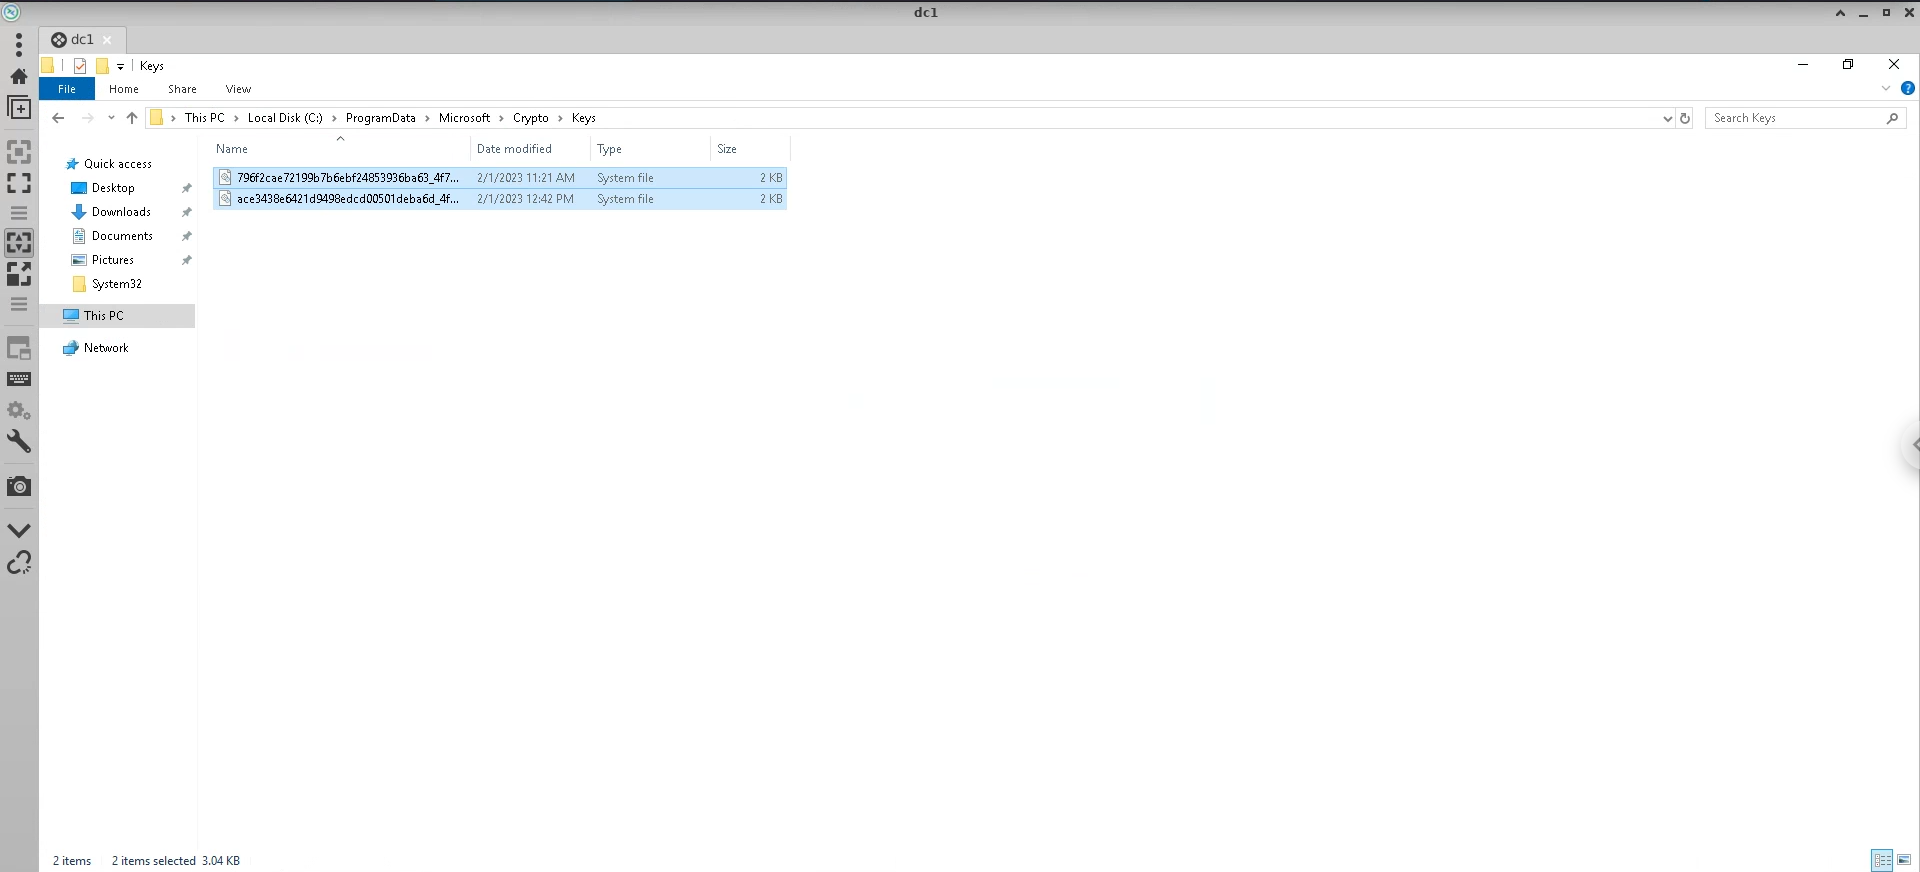 dc1
dc1
Keys
File Home Share View
This PC Local Disk (C:) ProgramData Microsoft Crypto Keys
Search Keys
Name Date modified Type Size
796f2cae72199b7b6ebf24853936ba63_4f7... 2/1/2023 11:21 AM System file 2 KB
ace3438e6421d9498edcd00501deba6d_4f... 2/1/2023 12:42 PM System file 2 KB
Quick access
Desktop
Downloads
Documents
Pictures
System32
This PC
Network
2 items 2 items selected 3.04 KB